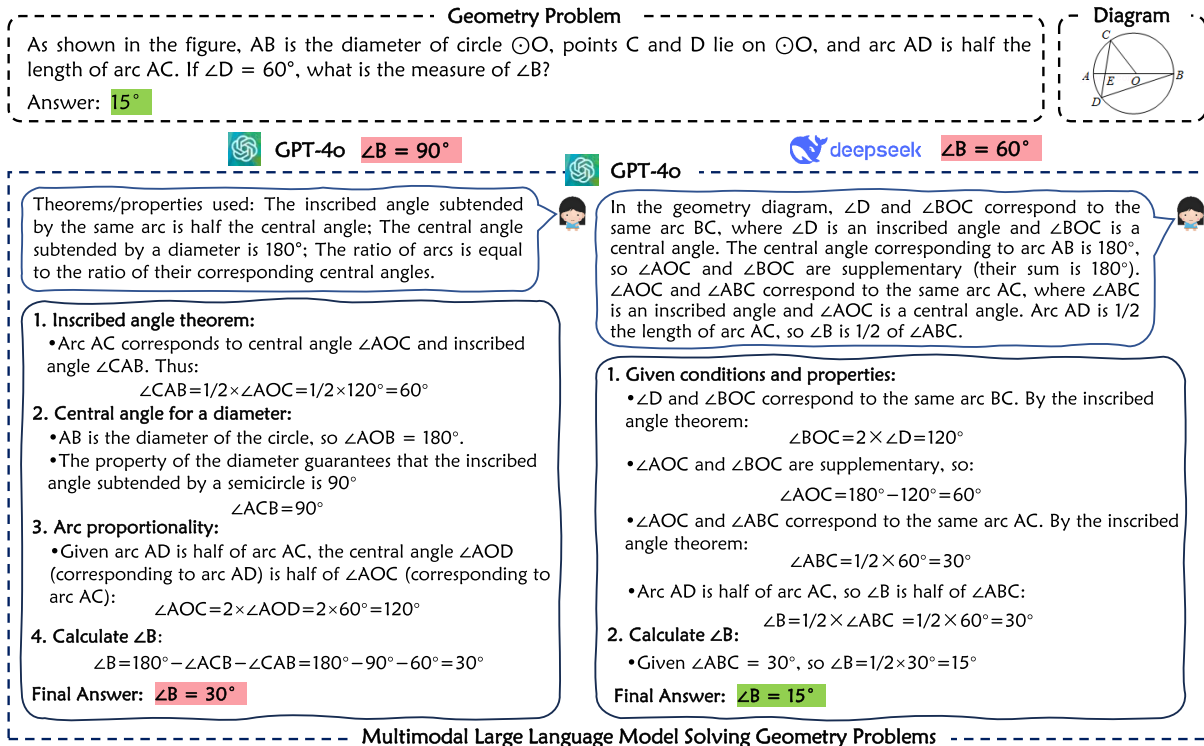 Geometry Problem
As shown in the figure, AB is the diameter of circle ⊙O, points C and D lie on ⊙O, and arc AD is half the
length of arc AC. If ∠D = 60°, what is the measure of ∠B?
Answer: 15°
Diagram
C
A
E
O
B
D
GPT-4o ∠B = 90°
deepseek ∠B = 60°
GPT-4o
Theorems/properties used: The inscribed angle subtended
by the same arc is half the central angle; The central angle
subtended by a diameter is 180°; The ratio of arcs is equal
to the ratio of their corresponding central angles.
1. Inscribed angle theorem:
•Arc AC corresponds to central angle ∠AOC and inscribed
angle ∠CAB. Thus:
∠CAB=1/2×∠AOC=1/2×120°=60°
2. Central angle for a diameter:
•AB is the diameter of the circle, so ∠AOB = 180°.
•The property of the diameter guarantees that the inscribed
angle subtended by a semicircle is 90°
∠ACB=90°
3. Arc proportionality:
•Given arc AD is half of arc AC, the central angle ∠AOD
(corresponding to arc AD) is half of ∠AOC (corresponding to
arc AC):
∠AOC=2×∠AOD=2×60°=120°
4. Calculate ∠B:
∠B=180°−∠ACB−∠CAB=180°−90°−60°=30°
Final Answer: ∠B = 30°
In the geometry diagram, ∠D and ∠BOC correspond to the
same arc BC, where ∠D is an inscribed angle and ∠BOC is a
central angle. The central angle corresponding to arc AB is 180°,
so ∠AOC and ∠BOC are supplementary (their sum is 180°).
∠AOC and ∠ABC correspond to the same arc AC, where ∠ABC
is an inscribed angle and ∠AOC is a central angle. Arc AD is 1/2
the length of arc AC, so ∠B is 1/2 of ∠ABC.
1. Given conditions and properties:
•∠D and ∠BOC correspond to the same arc BC. By the inscribed
angle theorem:
∠BOC=2×∠D=120°
•∠AOC and ∠BOC are supplementary, so:
∠AOC=180°−120°=60°
•∠AOC and ∠ABC correspond to the same arc AC. By the inscribed
angle theorem:
∠ABC=1/2×60°=30°
•Arc AD is half of arc AC, so ∠B is half of ∠ABC:
∠B=1/2×∠ABC =1/2×60°=30°
2. Calculate ∠B:
•Given ∠ABC = 30°, so ∠B=1/2×30°=15°
Final Answer: ∠B = 15°
Multimodal Large Language Model Solving Geometry Problems